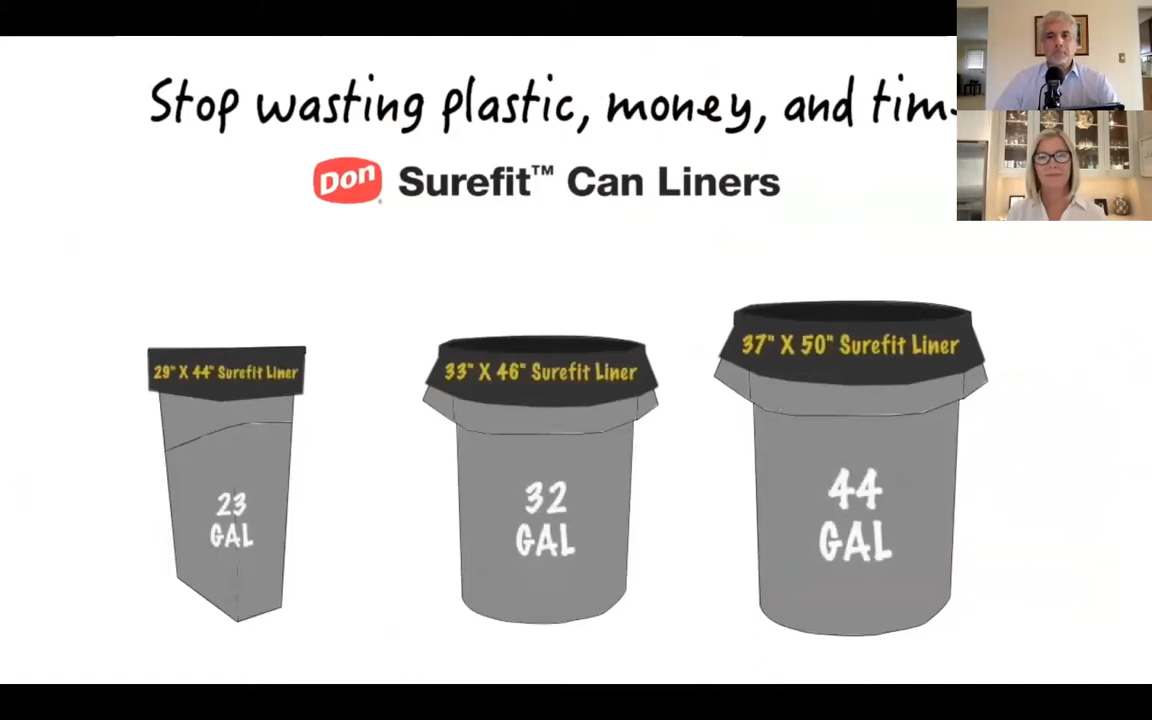 Stop wasting plastic, money, and tim
Don Surefit™ Can Liners
29" X 44" Surefit Liner
33" X 46" Surefit Liner
37" X 50" Surefit Liner
23
GAL
32
GAL
44
GAL